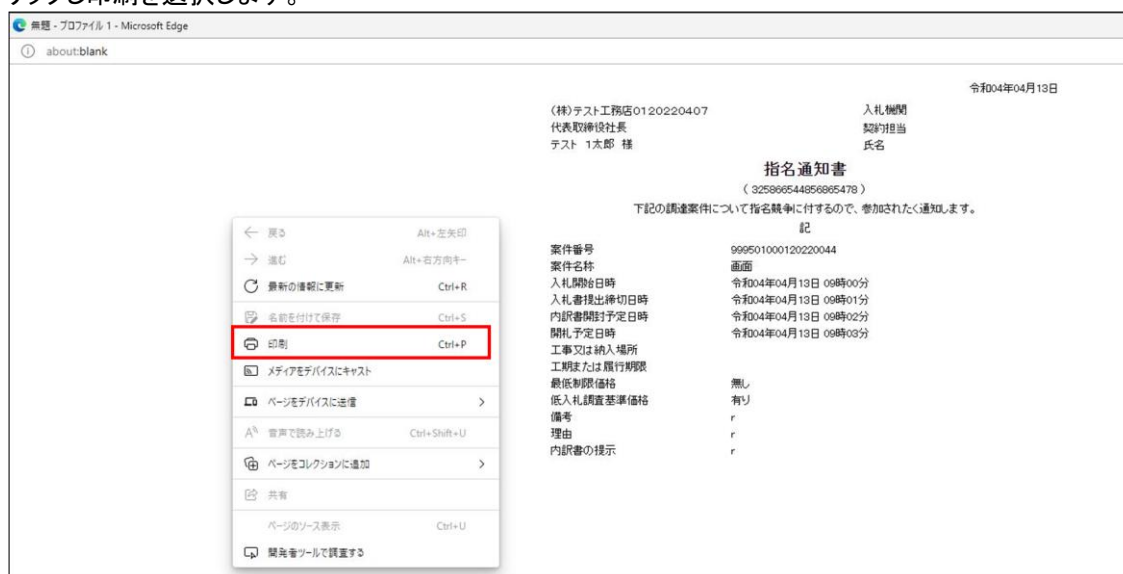 リックし印刷を選択します。
無題 - プロファイル 1 - Microsoft Edge
about:blank
令和04年04月13日
(株)テスト工務店0120220407 入札機関
代表取締役社長 契約担当
テスト 1太郎 様 氏名
指名通知書
( 325866544856865478 )
下記の調達案件について指名競争に付するので、参加されたく通知します。
記
案件番号 999501000120220044
案件名称 画面
入札開始日時 令和04年04月13日 09時00分
入札書提出締切日時 令和04年04月13日 09時01分
内訳書開封予定日時 令和04年04月13日 09時02分
開札予定日時 令和04年04月13日 09時03分
工事又は納入場所
工期または履行期限
最低制限価格 無し
低入札調査基準価格 有り
備考 r
理由 r
内訳書の提示 r
戻る Alt+左矢印
進む Alt+右方向キー
最新の情報に更新 Ctrl+R
名前を付けて保存 Ctrl+S
印刷 Ctrl+P
メディアをデバイスにキャスト
ページをデバイスに送信
音声で読み上げる Ctrl+Shift+U
ページをコレクションに追加
共有
ページのソース表示 Ctrl+U
開発者ツールで調査する